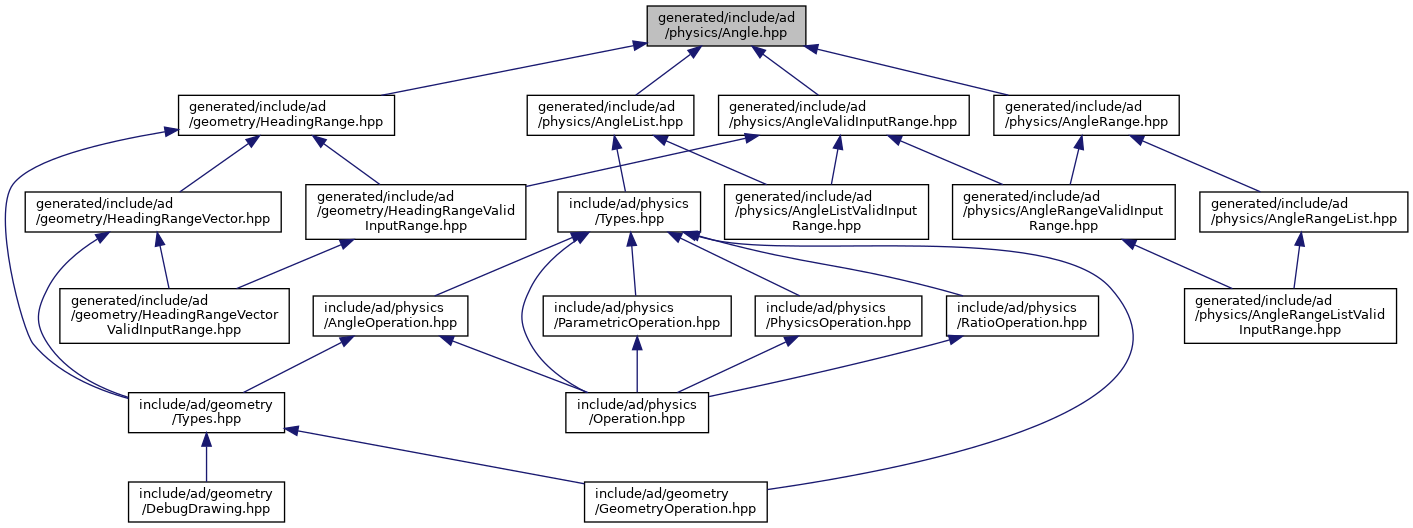 generated/include/ad
/physics/Angle.hpp
generated/include/ad
/geometry/HeadingRange.hpp
generated/include/ad
/physics/AngleList.hpp
generated/include/ad
/physics/AngleValidInputRange.hpp
generated/include/ad
/physics/AngleRange.hpp
generated/include/ad
/geometry/HeadingRangeVector.hpp
generated/include/ad
/geometry/HeadingRangeValid
InputRange.hpp
include/ad/physics
/Types.hpp
generated/include/ad
/physics/AngleListValidInput
Range.hpp
generated/include/ad
/physics/AngleRangeValidInput
Range.hpp
generated/include/ad
/physics/AngleRangeList.hpp
generated/include/ad
/geometry/HeadingRangeVector
ValidInputRange.hpp
include/ad/physics
/AngleOperation.hpp
include/ad/physics
/ParametricOperation.hpp
include/ad/physics
/PhysicsOperation.hpp
include/ad/physics
/RatioOperation.hpp
generated/include/ad
/physics/AngleRangeListValid
InputRange.hpp
include/ad/geometry
/Types.hpp
include/ad/physics
/Operation.hpp
include/ad/geometry
/DebugDrawing.hpp
include/ad/geometry
/GeometryOperation.hpp